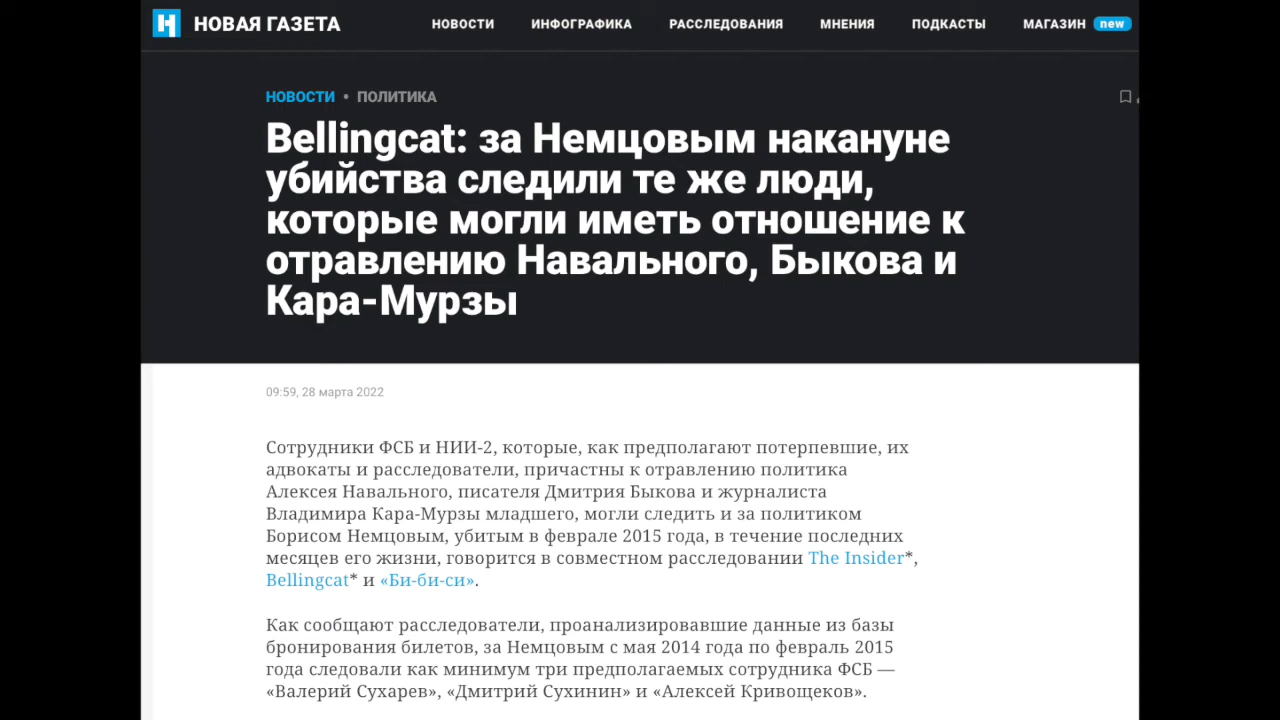 НОВАЯ ГАЗЕТА НОВОСТИ ИНФОГРАФИКА РАССЛЕДОВАНИЯ МНЕНИЯ ПОДКАСТЫ МАГАЗИН new
НОВОСТИ • ПОЛИТИКА
Bellingcat: за Немцовым накануне
убийства следили те же люди,
которые могли иметь отношение к
отравлению Навального, Быкова и
Кара-Мурзы
09:59, 28 марта 2022
Сотрудники ФСБ и НИИ-2, которые, как предполагают потерпевшие, их
адвокаты и расследователи, причастны к отравлению политика
Алексея Навального, писателя Дмитрия Быкова и журналиста
Владимира Кара-Мурзы младшего, могли следить и за политиком
Борисом Немцовым, убитым в феврале 2015 года, в течение последних
месяцев его жизни, говорится в совместном расследовании The Insider*,
Bellingcat* и «Би-би-си».
Как сообщают расследователи, проанализировавшие данные из базы
бронирования билетов, за Немцовым с мая 2014 года по февраль 2015
года следовали как минимум три предполагаемых сотрудника ФСБ —
«Валерий Сухарев», «Дмитрий Сухинин» и «Алексей Кривощеков».